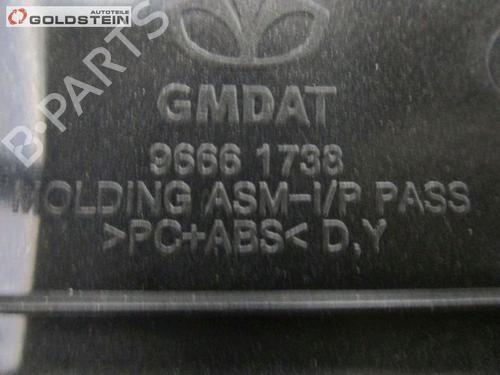 Autoteile
GOLDSTEIN
B-PARTS
GMDAT
9666 1738
MOLDING ASM-I/P PASS
>PC+ABS< D,Y